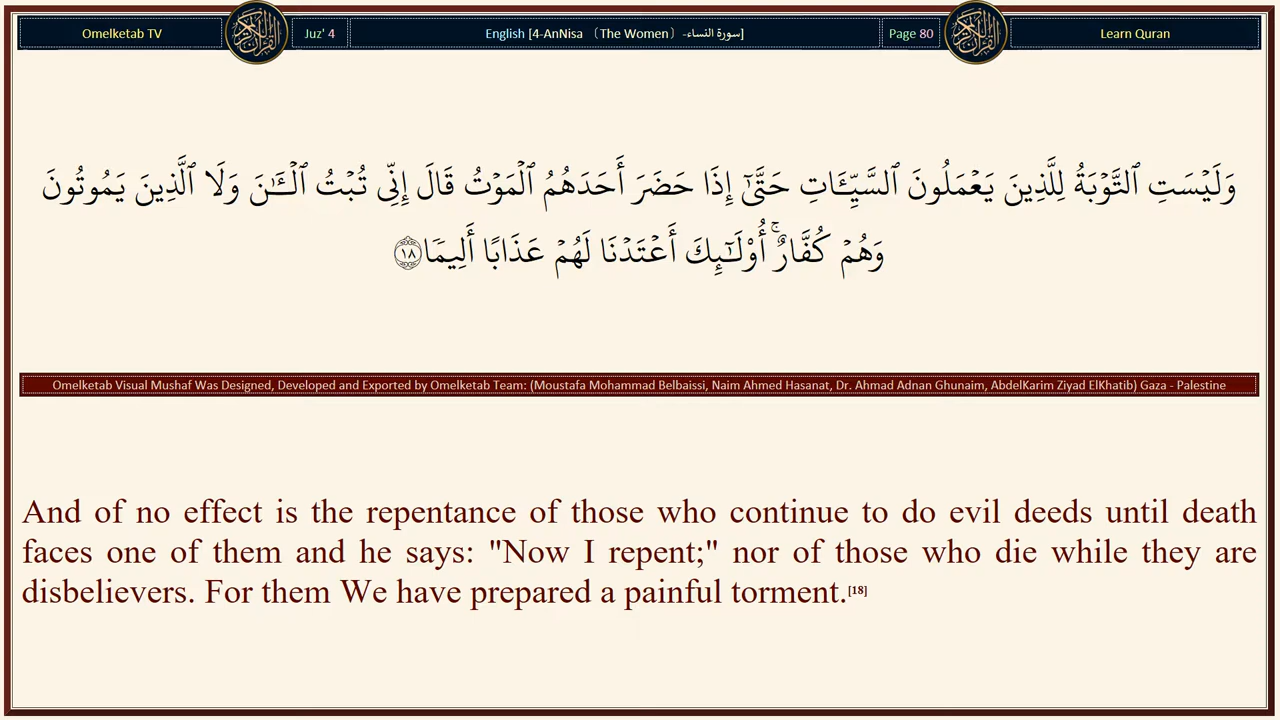 Omelketab TV
Juz' 4
English [4-AnNisa （The Women）-سورة النساء]
Page 80
Learn Quran
وَلَيۡسَتِ ٱلتَّوۡبَةُ لِلَّذِينَ يَعۡمَلُونَ ٱلسَّيِّـَٔاتِ حَتَّىٰٓ إِذَا حَضَرَ أَحَدَهُمُ ٱلۡمَوۡتُ قَالَ إِنِّي تُبۡتُ ٱلۡـَٰٔنَ وَلَا ٱلَّذِينَ يَمُوتُونَ
وَهُمۡ كُفَّارٌۚ أُوْلَـٰٓئِكَ أَعۡتَدۡنَا لَهُمۡ عَذَابًا أَلِيمٗا ١٨
Omelketab Visual Mushaf Was Designed, Developed and Exported by Omelketab Team: (Moustafa Mohammad Belbaissi, Naim Ahmed Hasanat, Dr. Ahmad Adnan Ghunaim, AbdelKarim Ziyad ElKhatib) Gaza - Palestine
And of no effect is the repentance of those who continue to do evil deeds until death
faces one of them and he says: "Now I repent;" nor of those who die while they are
disbelievers. For them We have prepared a painful torment.[18]